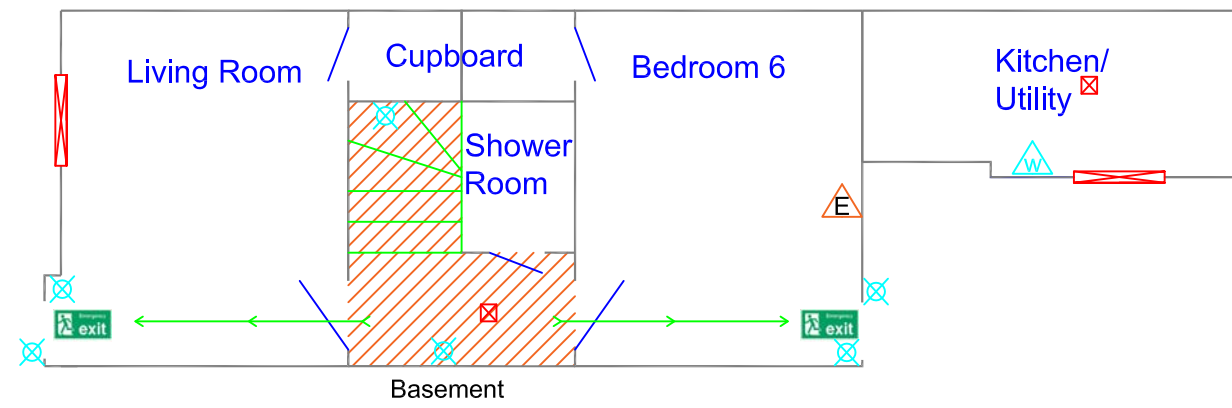 Living Room
Cupboard
Bedroom 6
Kitchen/
Utility
Shower
Room
W
E
Emergency
exit
Emergency
exit
Basement